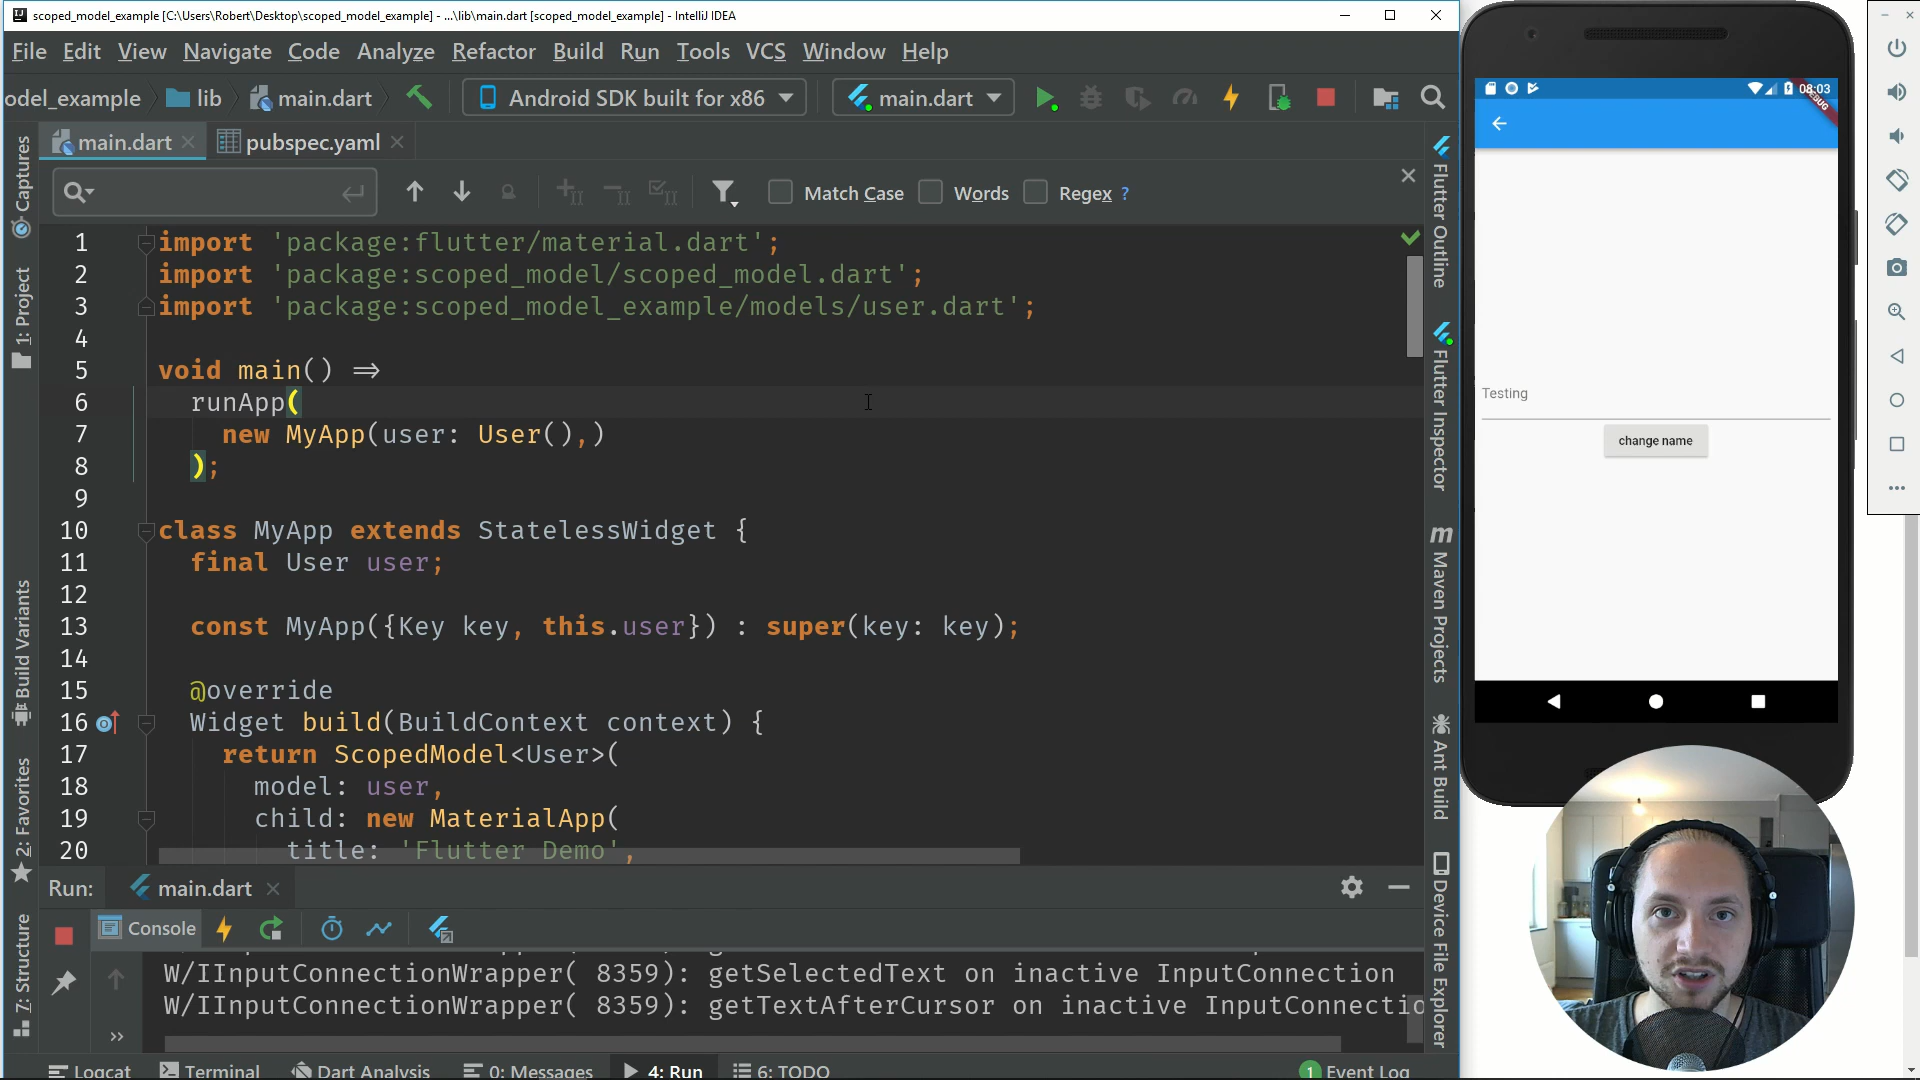 scoped_model_example [C:\Users\Robert\Desktop\scoped_model_example] - ...\lib\main.dart [scoped_model_example] - IntelliJ IDEA
File Edit View Navigate Code Analyze Refactor Build Run Tools VCS Window Help
odel_example lib main.dart Android SDK built for x86 main.dart
main.dart pubspec.yaml
Match Case Words Regex ?
1 import 'package:flutter/material.dart';
2 import 'package:scoped_model/scoped_model.dart';
3 import 'package:scoped_model_example/models/user.dart';
4
5 void main() =>
6 runApp(
7 new MyApp(user: User(),)
8 );
9
10 class MyApp extends StatelessWidget {
11 final User user;
12
13 const MyApp({Key key, this.user}) : super(key: key);
14
15 @override
16 Widget build(BuildContext context) {
17 return ScopedModel<User>(
18 model: user,
19 child: new MaterialApp(
20 title: 'Flutter Demo',
Run: main.dart
Console
W/IInputConnectionWrapper( 8359): getSelectedText on inactive InputConnection
W/IInputConnectionWrapper( 8359): getTextAfterCursor on inactive InputConnectio
Logcat Terminal Dart Analysis 0: Messages 4: Run 6: TODO 1 Event Log
Captures
1: Project
Build Variants
2: Favorites
7: Structure
Flutter Outline
Flutter Inspector
m Maven Projects
Ant Build
Device File Explorer
08:03
Testing
change name